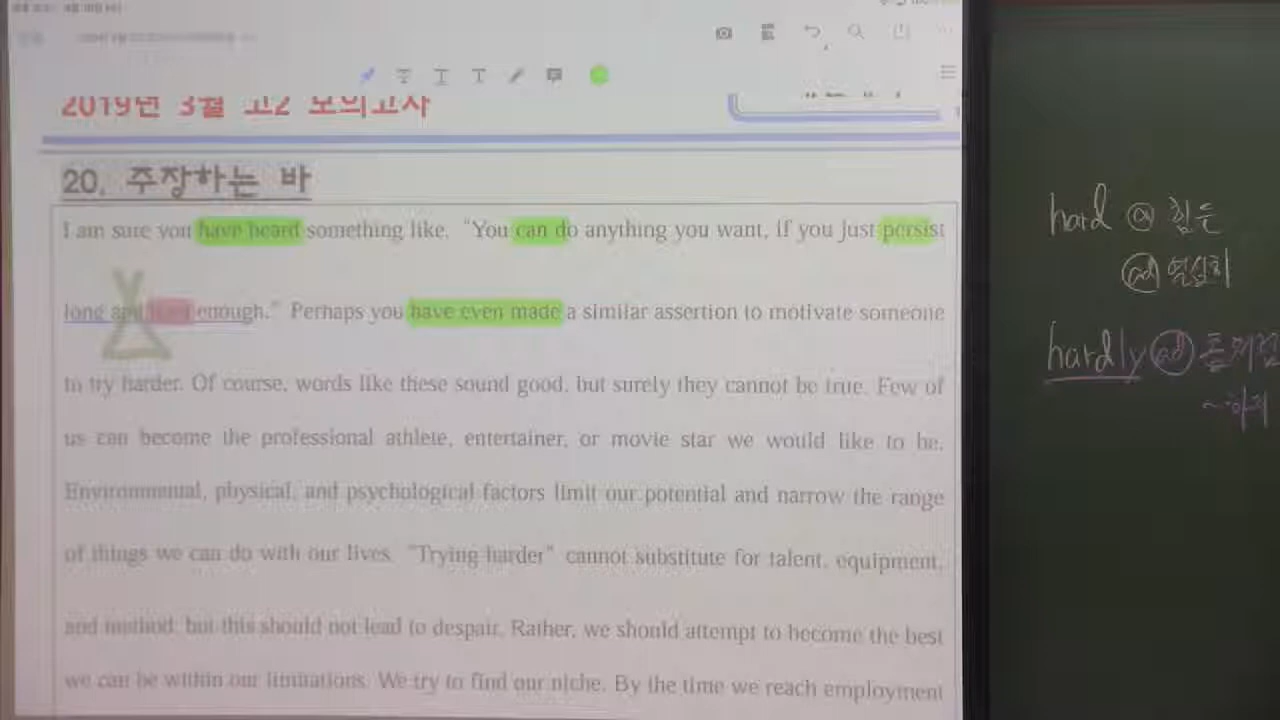 2019년 3월 고2 모의고사
20. 주장하는 바
I am sure you have heard something like, "You can do anything you want, if you just persist
long and hard enough." Perhaps you have even made a similar assertion to motivate someone
to try harder. Of course, words like these sound good, but surely they cannot be true. Few of
us can become the professional athlete, entertainer, or movie star we would like to be.
Environmental, physical, and psychological factors limit our potential and narrow the range
of things we can do with our lives. "Trying harder" cannot substitute for talent, equipment,
and method, but this should not lead to despair. Rather, we should attempt to become the best
we can be within our limitations. We try to find our niche. By the time we reach employment
hard ⓐ 힘든
ad 열심히
hardly ad
~하지